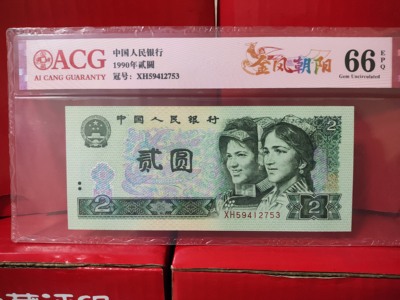 ACG
AI CANG GUARANTY
中国人民银行
1990年贰圆
冠号: XH59412753
金凤朝阳
66 EPQ
Gem Uncirculated
中国人民银行
2
贰圆
XH59412753
2
2